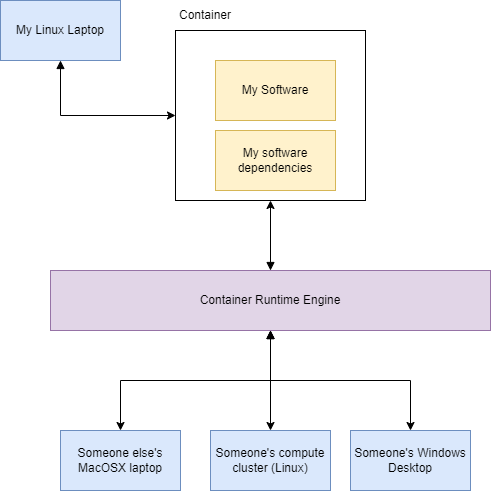 Container
My Linux Laptop
My Software
My software
dependencies
Container Runtime Engine
Someone else's
MacOSX laptop
Someone's compute
cluster (Linux)
Someone's Windows
Desktop